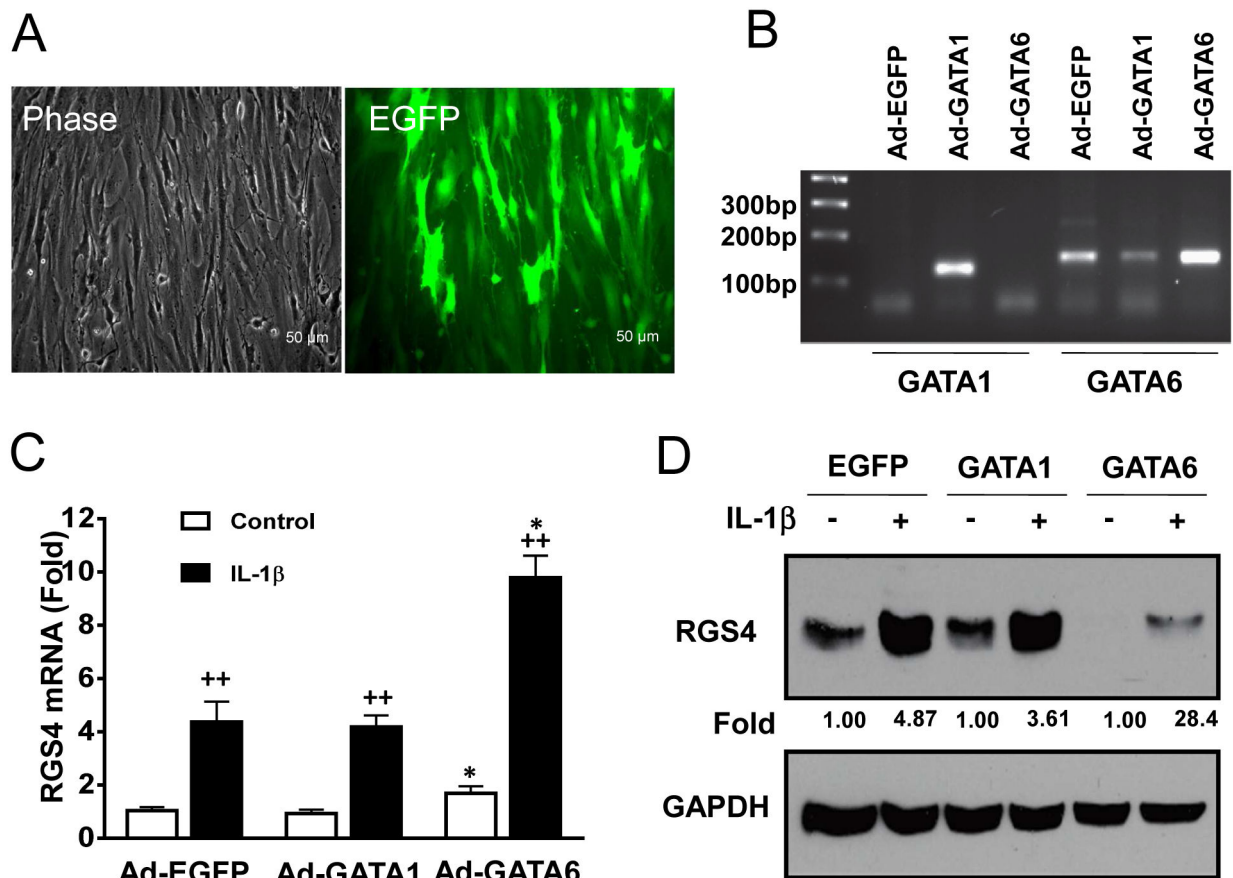 A
Phase
50 µm
EGFP
50 µm
B
Ad-EGFP
Ad-GATA1
Ad-GATA6
Ad-EGFP
Ad-GATA1
Ad-GATA6
300bp
200bp
100bp
GATA1
GATA6
C
RGS4 mRNA (Fold)
12
10
8
6
4
2
0
Control
IL-1β
++
++
*
*
++
Ad-EGFP
Ad-GATA1
Ad-GATA6
D
EGFP GATA1 GATA6
IL-1β - + - + - +
RGS4
Fold 1.00 4.87 1.00 3.61 1.00 28.4
GAPDH